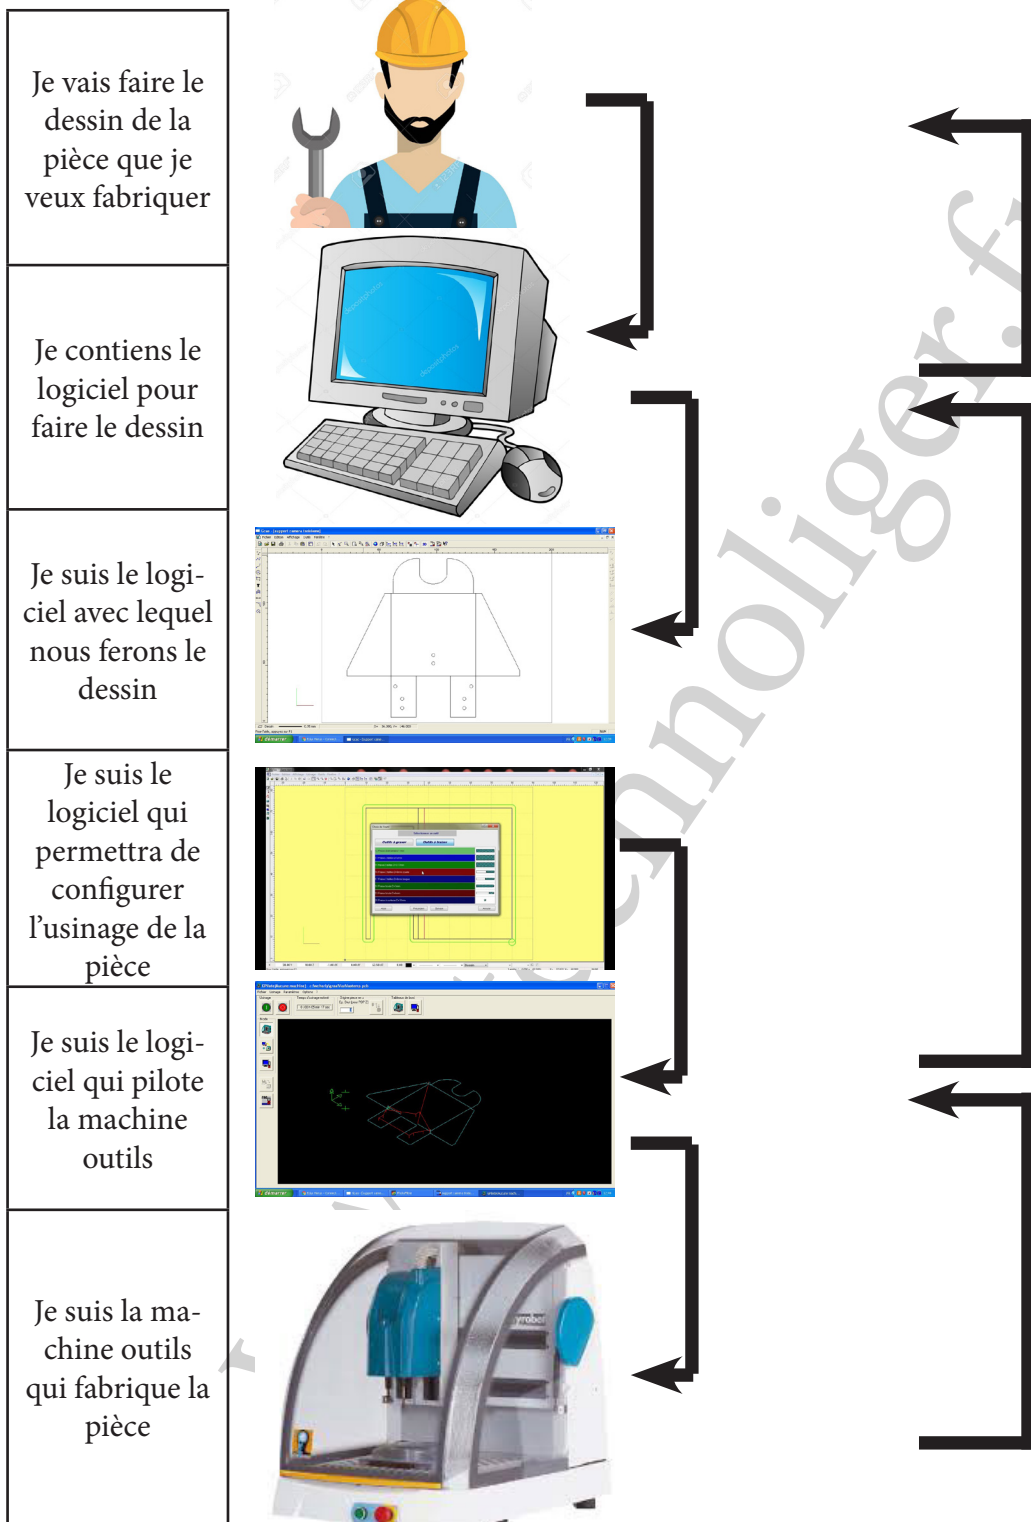 Je vais faire le
dessin de la
pièce que je
veux fabriquer
Je contiens le
logiciel pour
faire le dessin
Je suis le logi-
ciel avec lequel
nous ferons le
dessin
Je suis le
logiciel qui
permettra de
configurer
l'usinage de la
pièce
Je suis le logi-
ciel qui pilote
la machine
outils
Je suis la ma-
chine outils
qui fabrique la
pièce